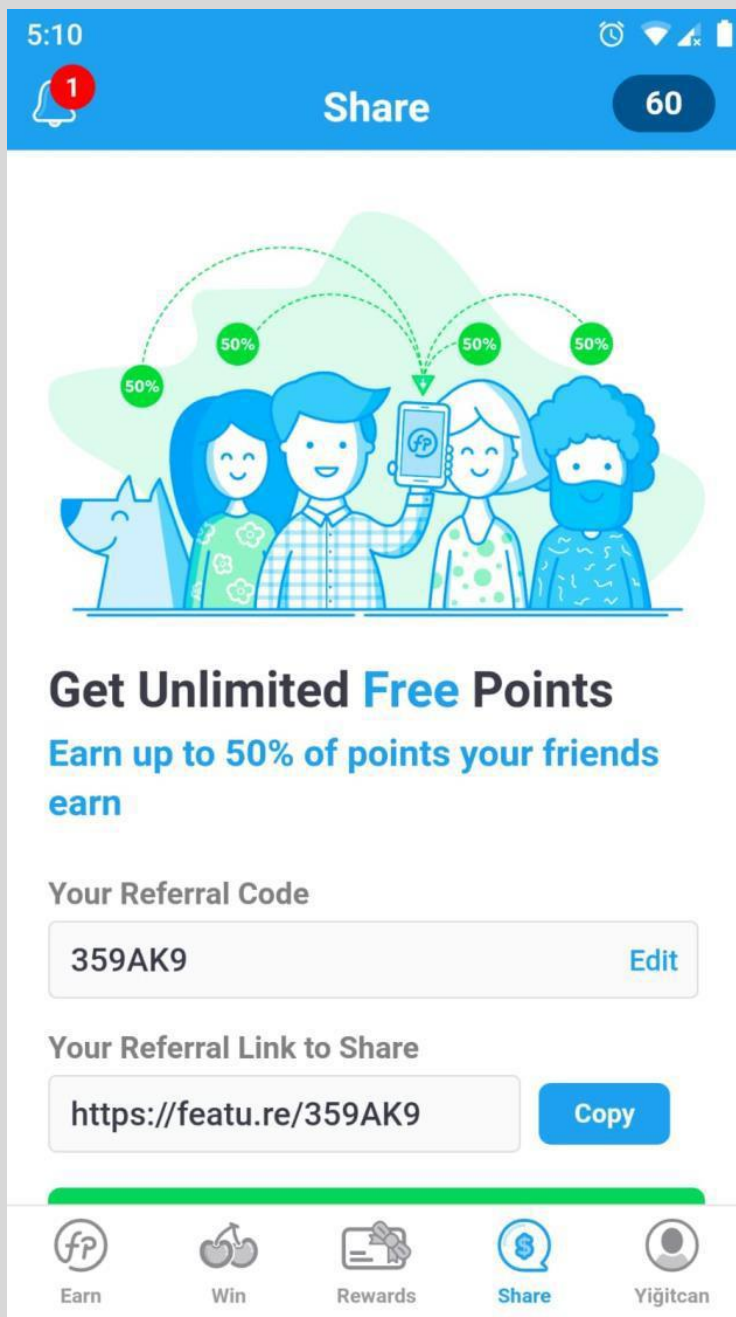 5:10
1
Share
60
50%
50%
50%
50%
fP
Get Unlimited Free Points
Earn up to 50% of points your friends
earn
Your Referral Code
359AK9
Edit
Your Referral Link to Share
https://featu.re/359AK9
Copy
fP
$
Earn
Win
Rewards
Share
Yiğitcan